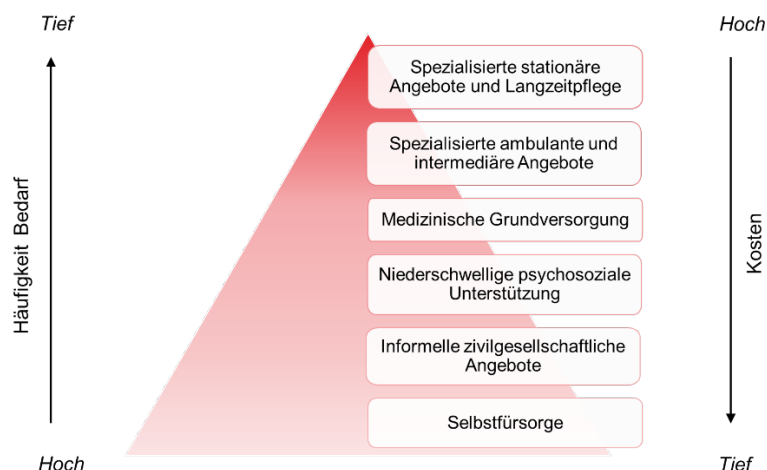 Tief
Hoch
Spezialisierte stationäre
Angebote und Langzeitpflege
Spezialisierte ambulante und
intermediäre Angebote
Medizinische Grundversorgung
Niederschwellige psychosoziale
Unterstützung
Informelle zivilgesellschaftliche
Angebote
Selbstfürsorge
Häufigkeit Bedarf
Kosten
Hoch
Tief